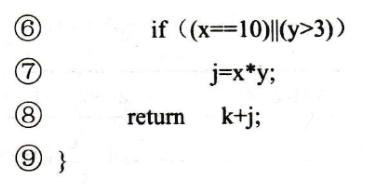 ⑥ if（(x==10)||(y>3)）
⑦ j=x*y;
⑧ return k+j;
⑨ }